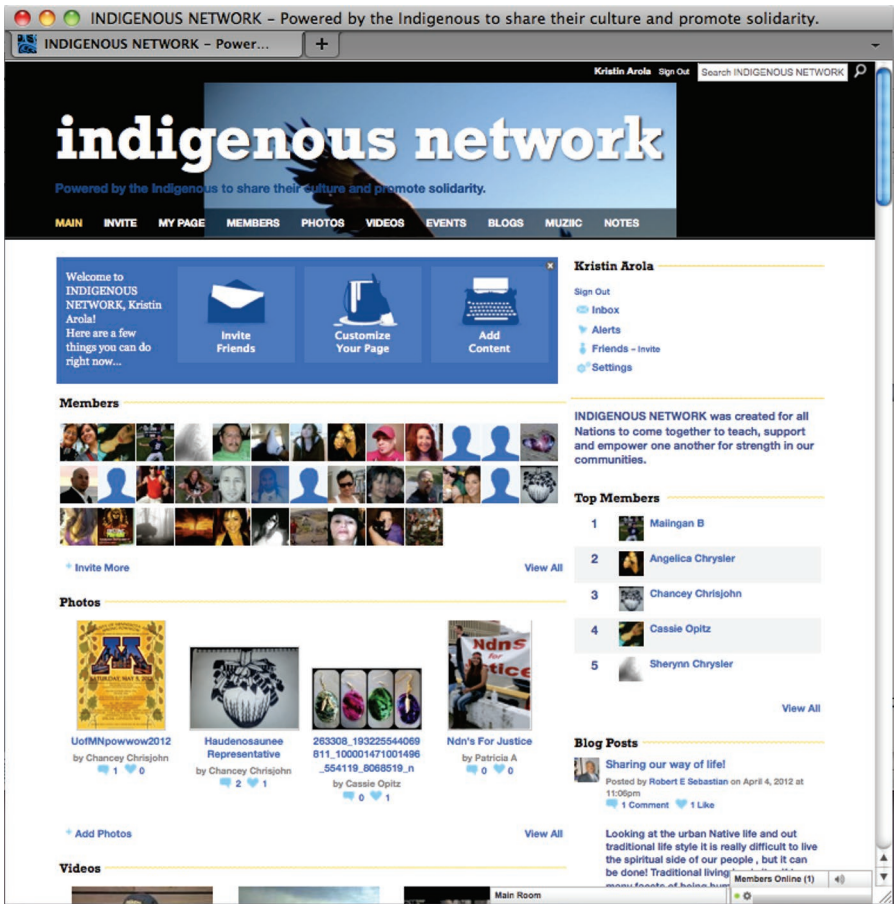 INDIGENOUS NETWORK – Powered by the Indigenous to share their culture and promote solidarity.
INDIGENOUS NETWORK – Power...
+
Kristin Arola Sign Out Search INDIGENOUS NETWORK
indigenous network
Powered by the Indigenous to share their culture and promote solidarity.
MAIN INVITE MY PAGE MEMBERS PHOTOS VIDEOS EVENTS BLOGS MUZIIC NOTES
Welcome to
INDIGENOUS
NETWORK, Kristin
Arola!
Here are a few
things you can do
right now...
Invite
Friends
Customize
Your Page
Add
Content
Members
Invite More
View All
Photos
UofMNpowwow2012
by Chancey Chrisjohn
1 0
Haudenosaunee
Representative
by Chancey Chrisjohn
2 1
263308_193225544069
811_100001471001496
_554119_8068519_n
by Cassie Opitz
0 1
Ndns
for
tice
Ndn's For Justice
by Patricia A
0 0
Add Photos
View All
Videos
Kristin Arola
Sign Out
Inbox
Alerts
Friends – Invite
Settings
INDIGENOUS NETWORK was created for all
Nations to come together to teach, support
and empower one another for strength in our
communities.
Top Members
1 Maiingan B
2 Angelica Chrysler
3 Chancey Chrisjohn
4 Cassie Opitz
5 Sherynn Chrysler
View All
Blog Posts
Sharing our way of life!
Posted by Robert E Sebastian on April 4, 2012 at
11:06pm
1 Comment 1 Like
Looking at the urban Native life and out
traditional life style it is really difficult to live
the spiritual side of our people , but it can
be done! Traditional living
many facets of being
Main Room
Members Online (1)